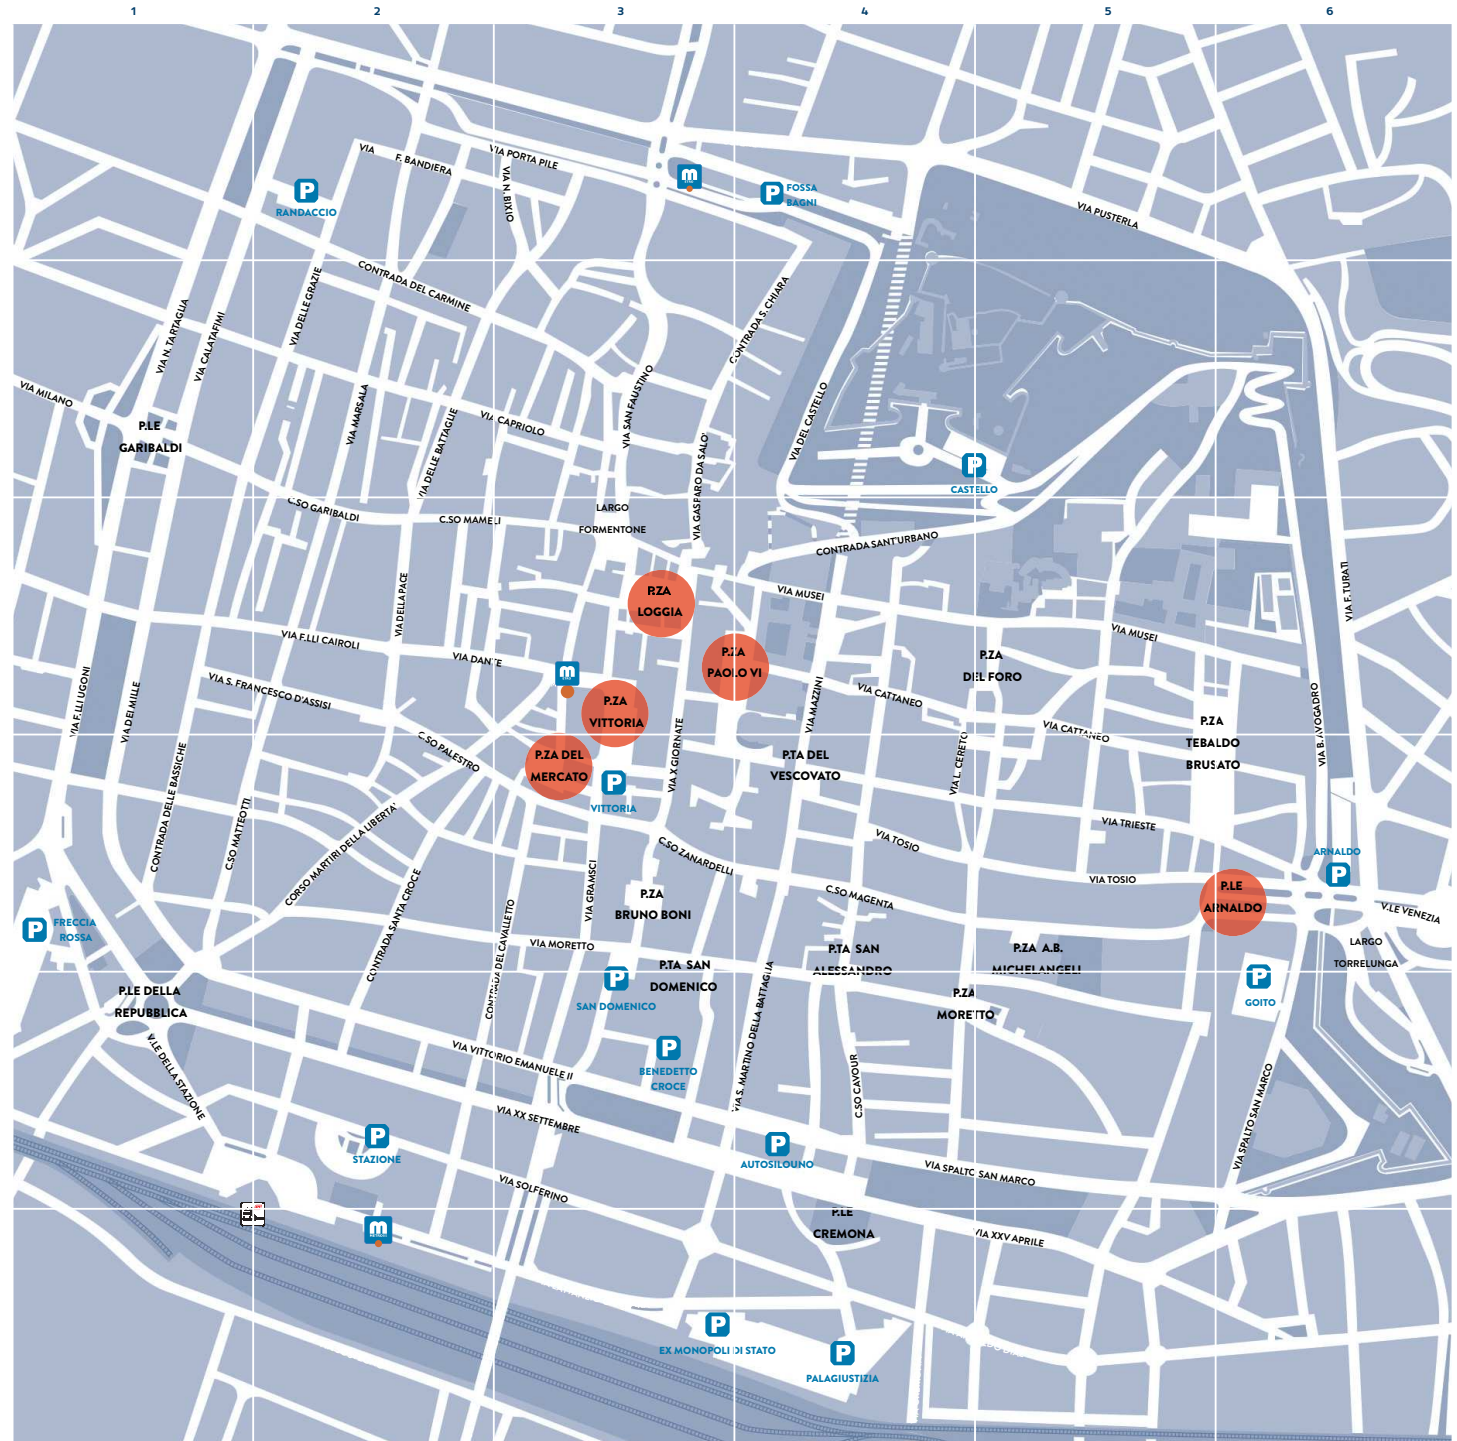 1 2 3 4 5 6
VIA F. BANDIERA
VIA PORTA PILE
VIA N. BIXIO
m
P
RANDACCIO
P
FOSSA
BAGNI
VIA PUSTERLA
CONTRADA DEL CARMINE
VIA DELLE GRAZIE
VIA N. TARTAGLIA
VIA CALATAFIMI
CONTRADA S. CHIARA
VIA MILANO
P.LE
GARIBALDI
VIA MARSALA
VIA DELLE BATTAGLIE
VIA CAPRIOLO
VIA SAN FAUSTINO
VIA GASPARO DA SALO'
VIA DEL CASTELLO
P
CASTELLO
C.SO GARIBALDI
C.SO MAMELI
LARGO
FORMENTONE
CONTRADA SANT'URBANO
VIA DELLA PACE
P.ZA
LOGGIA
VIA MUSEI
VIA MUSEI
VIA F. TURATI
VIA F.LLI CAIROLI
VIA DANTE
m
P.ZA
PAOLO VI
P.ZA
DEL FORO
VIA F.LLI UGONI
VIA DEI MILLE
VIA S. FRANCESCO D'ASSISI
P.ZA
VITTORIA
VIA MAZZINI
VIA CATTANEO
VIA CATTANEO
P.ZA
TEBALDO
BRUSATO
VIA B. AVOGADRO
C.SO PALESTRO
P.ZA DEL
MERCATO
P
VITTORIA
VIA X GIORNATE
P.TA DEL
VESCOVATO
VIA L. CERETO
CONTRADA DELLE BASSICHE
C.SO MATTEOTTI
CORSO MARTIRI DELLA LIBERTA'
C.SO ZANARDELLI
VIA TOSIO
VIA TRIESTE
VIA TOSIO
ARNALDO
P
P.LE
ARNALDO
V.LE VENEZIA
P
FRECCIA
ROSSA
CONTRADA SANTA CROCE
CONTRADA DEL CAVALLETTO
VIA GRAMSCI
P.ZA
BRUNO BONI
C.SO MAGENTA
VIA MORETTO
P.TA SAN
ALESSANDRO
P.ZA A.B.
MICHELANGELI
LARGO
TORRELUNGA
P.LE DELLA
REPUBBLICA
P
SAN DOMENICO
P.TA SAN
DOMENICO
P.ZA
MORETTO
P
GOITO
V.LE DELLA STAZIONE
VIA VITTORIO EMANUELE II
P
BENEDETTO
CROCE
VIA S. MARTINO DELLA BATTAGLIA
C.SO CAVOUR
VIA SPALTO SAN MARCO
VIA XX SETTEMBRE
P
STAZIONE
P
AUTOSILOUNO
VIA SPALTO SAN MARCO
VIA SOLFERINO
m
P.LE
CREMONA
VIA XXV APRILE
P
EX MONOPOLI DI STATO
P
PALAGIUSTIZIA